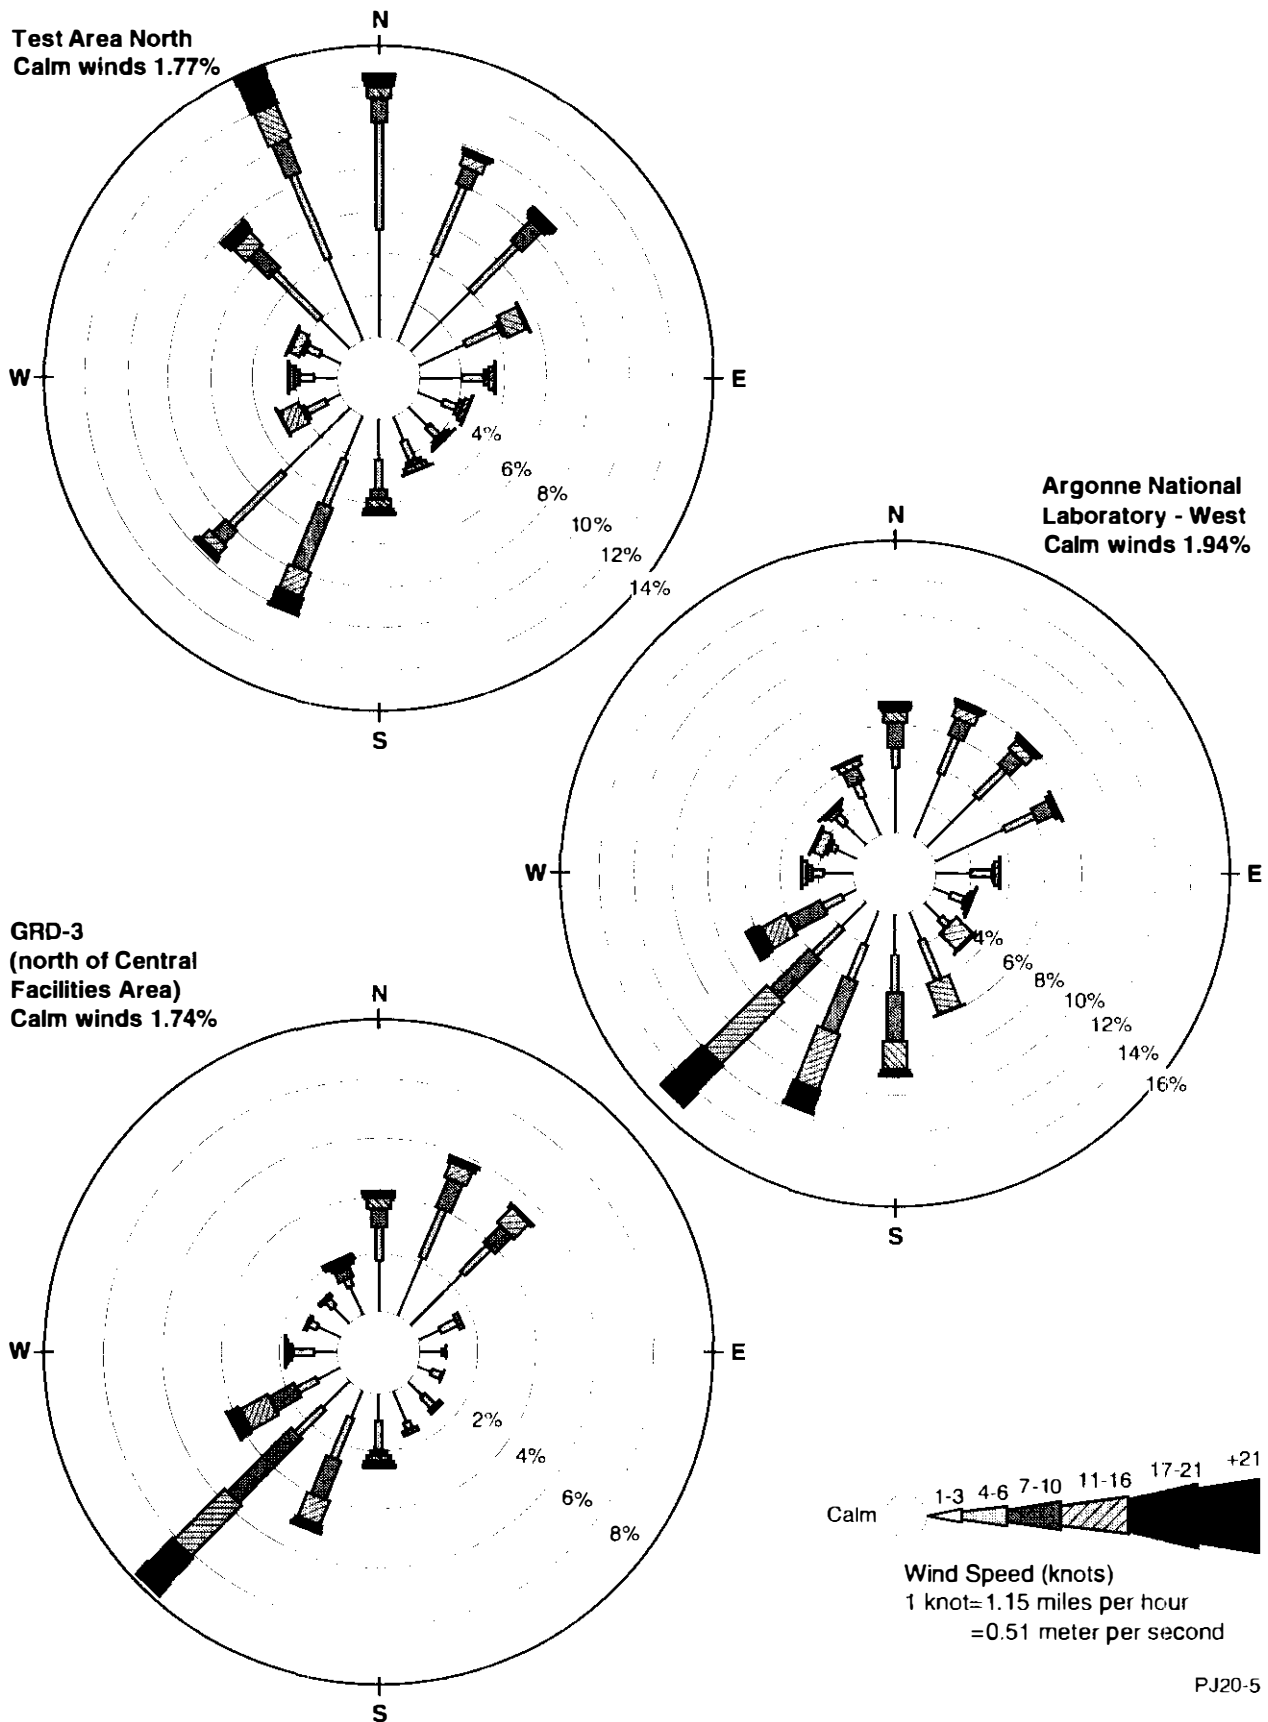 Test Area North
Calm winds 1.77%
N
W
E
4%
6%
8%
10%
12%
14%
S
Argonne National
Laboratory - West
Calm winds 1.94%
N
W
E
4%
6%
8%
10%
12%
14%
16%
S
GRD-3
(north of Central
Facilities Area)
Calm winds 1.74%
N
W
E
2%
4%
6%
8%
S
Calm
1-3 4-6 7-10 11-16 17-21 +21
Wind Speed (knots)
1 knot=1.15 miles per hour
=0.51 meter per second
PJ20-5